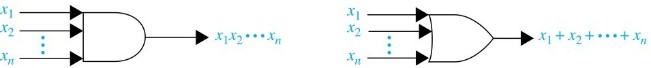 x₁
x₂
⋮
xₙ
x₁x₂⋯xₙ
x₁
x₂
⋮
xₙ
x₁ + x₂ + ⋯ + xₙ